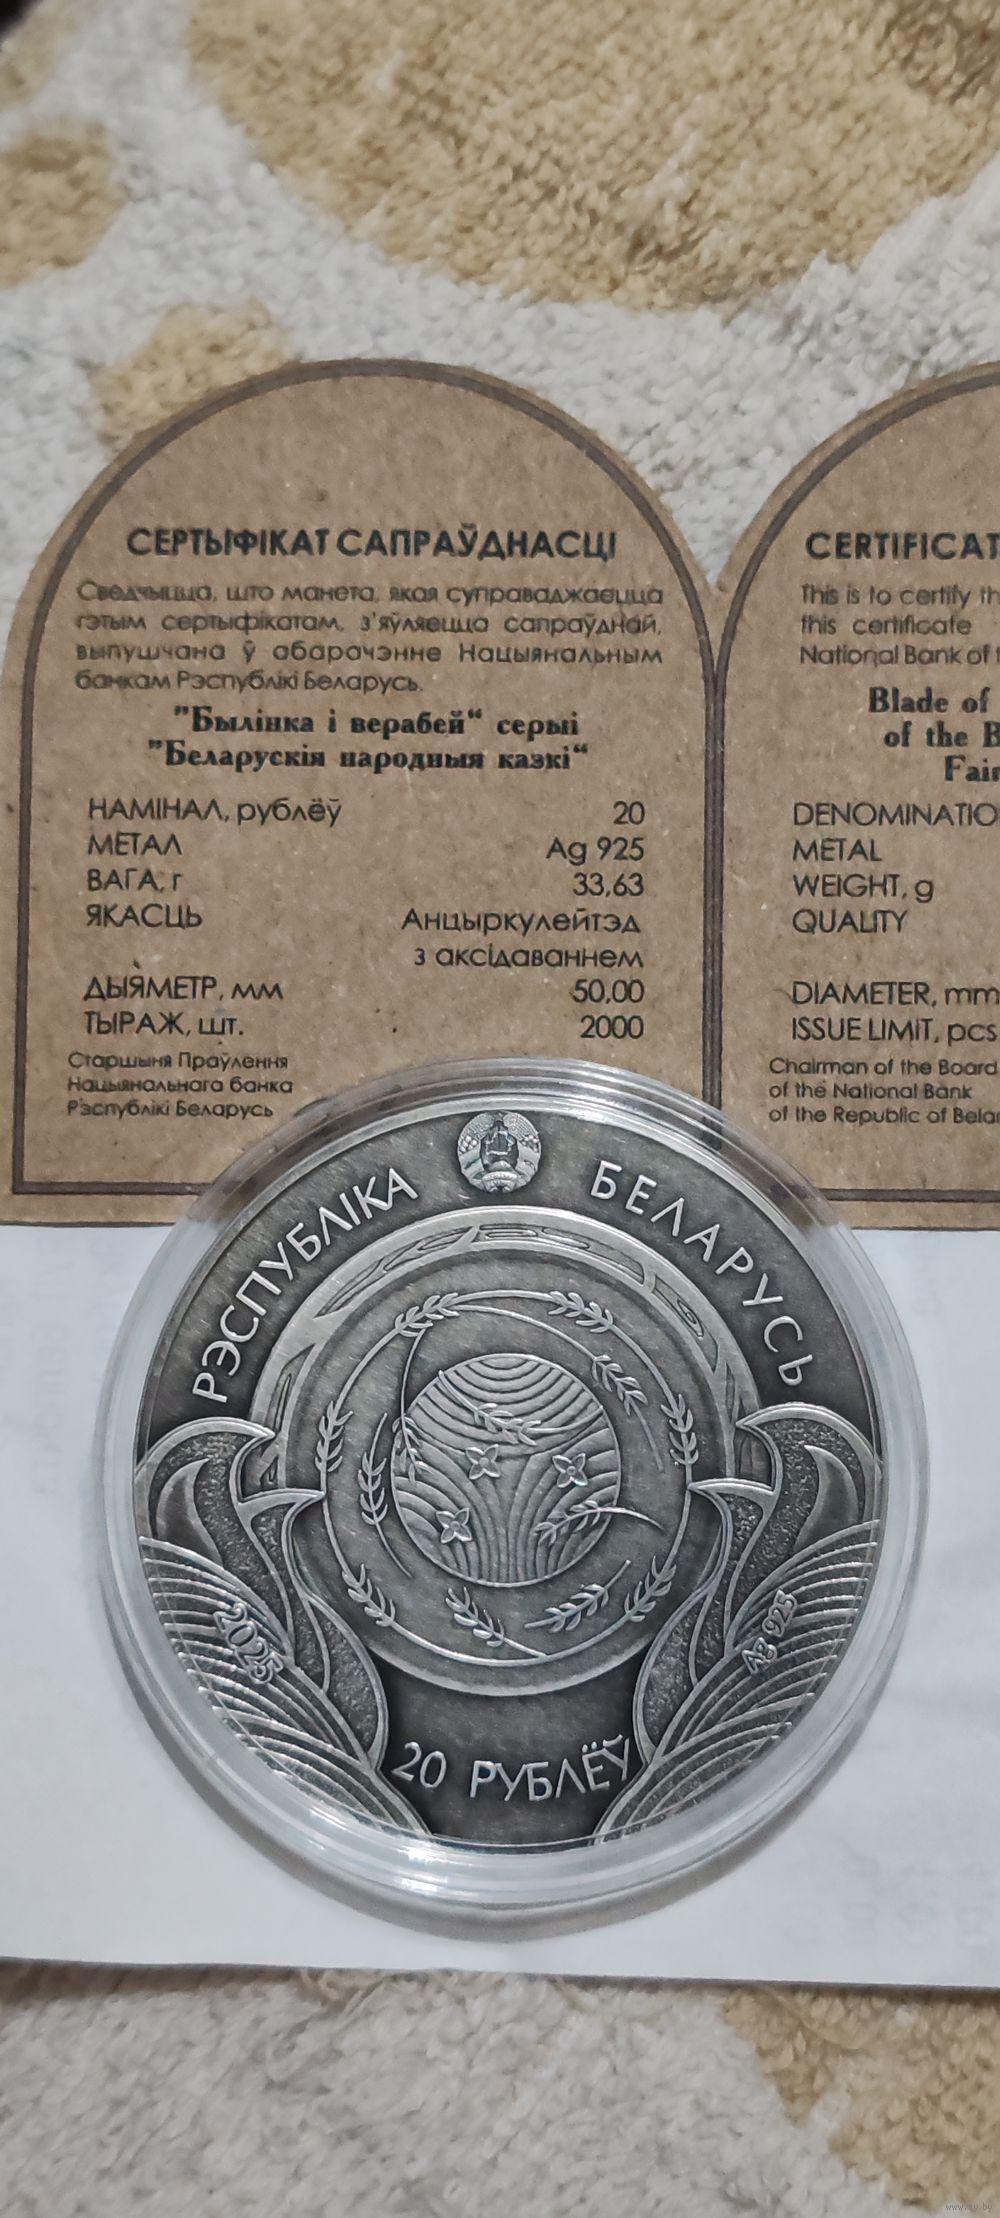 СЕРТЫФІКАТ САПРАЎДНАСЦІ
Сведчыцца, што манета, якая суправаджаецца
гэтым сертыфікатам, з'яўляецца сапраўднай,
выпушчана ў абарачэнне Нацыянальным
банкам Рэспублікі Беларусь.
"Былінка і верабей“ серыі
"Беларускія народныя казкі“
НАМІНАЛ, рублёў 20
МЕТАЛ Ag 925
ВАГА, г 33,63
ЯКАСЦЬ Анцыркулейтэд
з аксідаваннем
ДЫЯМЕТР, мм 50,00
ТЫРАЖ, шт. 2000
Старшыня Праўлення
Нацыянальнага банка
Рэспублікі Беларусь
CERTIFICAT
This is to certify th
this certificate
National Bank of t
Blade of
of the B
Fair
DENOMINATIO
METAL
WEIGHT, g
QUALITY
DIAMETER, mm
ISSUE LIMIT, pcs
Chairman of the Board
of the National Bank
of the Republic of Belar
РЭСПУБЛІКА БЕЛАРУСЬ
2025
Ag 925
20 РУБЛЁЎ